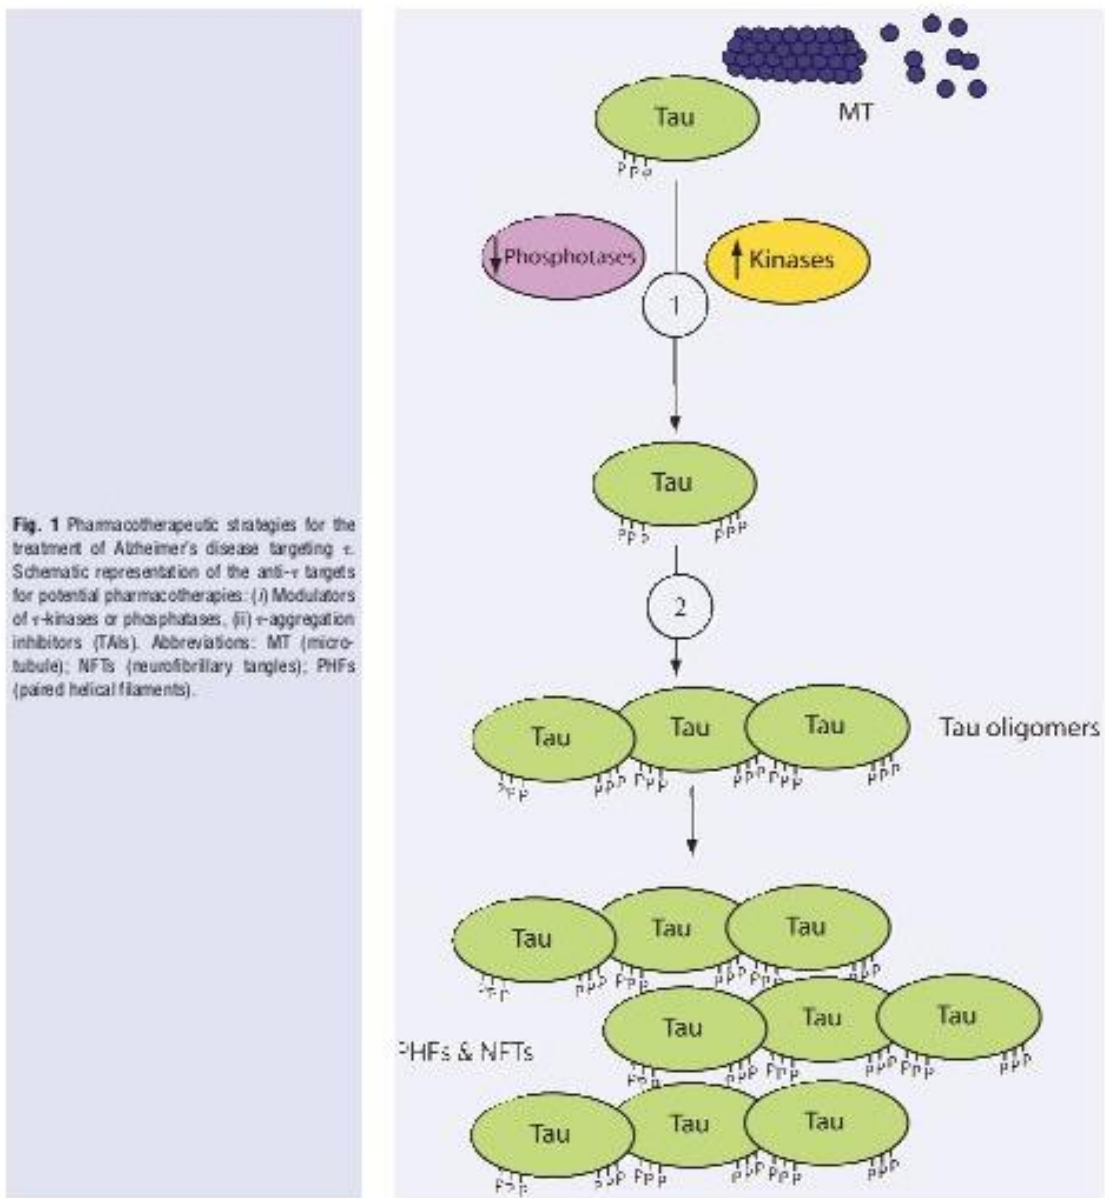 Fig. 1 Pharmacotherapeutic strategies for the
treatment of Alzheimer's disease targeting τ.
Schematic representation of the anti-τ targets
for potential pharmacotherapies: (i) Modulators
of τ-kinases or phosphatases, (ii) τ-aggregation
inhibitors (TAIs). Abbreviations: MT (micro-
tubule); NFTs (neurofibrillary tangles); PHFs
(paired helical filaments).
MT
Tau
P P P
Phosphotases
Kinases
1
Tau
P P P P P P
2
Tau Tau Tau
Tau oligomers
P P P P P P P P P P P P P P P
Tau Tau Tau
P P P P P P P P P P P P P
Tau Tau Tau
PHFs & NFTs
P P P P P P P P P P P P P P P
Tau Tau Tau
P P P P P P P P P P P P P P P